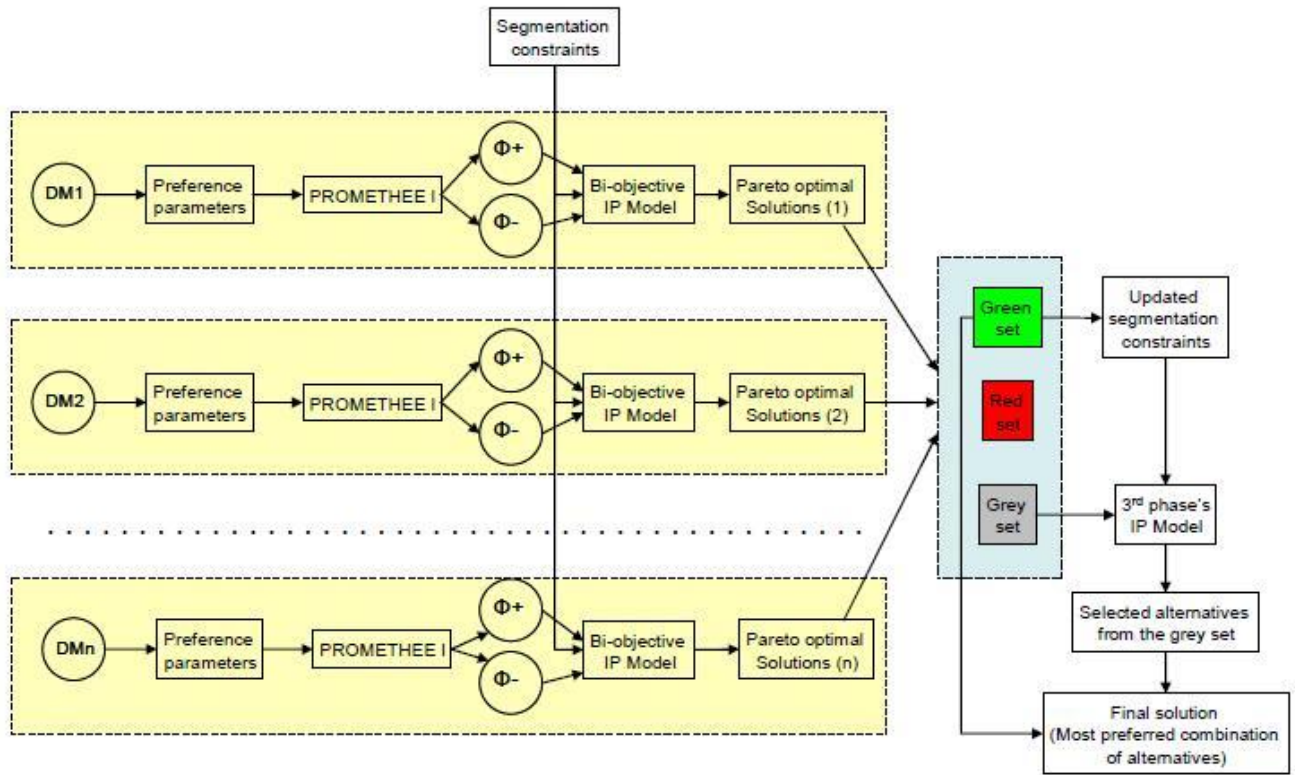 Segmentation
constraints
DM1
Preference
parameters
PROMETHEE I
Φ+
Φ-
Bi-objective
IP Model
Pareto optimal
Solutions (1)
DM2
Preference
parameters
PROMETHEE I
Φ+
Φ-
Bi-objective
IP Model
Pareto optimal
Solutions (2)
DMn
Preference
parameters
PROMETHEE I
Φ+
Φ-
Bi-objective
IP Model
Pareto optimal
Solutions (n)
Green
set
Red
set
Grey
set
Updated
segmentation
constraints
3rd phase's
IP Model
Selected alternatives
from the grey set
Final solution
(Most preferred combination
of alternatives)